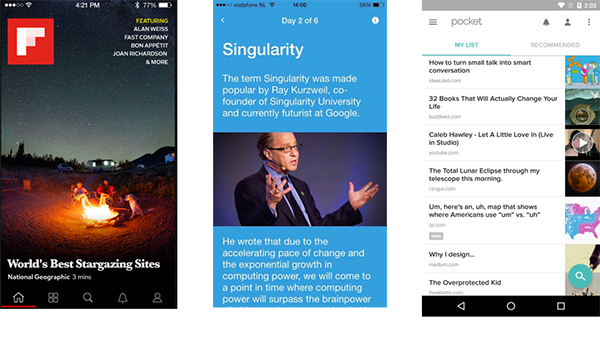 4:21 PM
55%
FEATURING
ALAN WEISS
FAST COMPANY
BON APPÉTIT
JOAN RICHARDSON
& MORE
World's Best Stargazing Sites
National Geographic 3 mins
vodafone NL
14:00
58%
Day 2 of 6
Singularity
The term Singularity was made
popular by Ray Kurzweil, co-
founder of Singularity University
and currently futurist at Google.
He wrote that due to the
accelerating pace of change and
the exponential growth in
computing power, we will come to
a point in time where computing
power will surpass the brainpower
2:03
pocket
MY LIST
RECOMMENDED
How to turn small talk into smart
conversation
ideas.ted.com
32 Books That Will Actually Change Your
Life
buzzfeed.com
Caleb Hawley - Let A Little Love In (Live
in Studio)
youtube.com
The Total Lunar Eclipse through my
telescope this morning.
i.imgur.com
Um, here's an, uh, map that shows
where Americans use "um" vs. "uh"
qz.com
Why I design...
medium.com
The Overprotected Kid
theatlantic.com